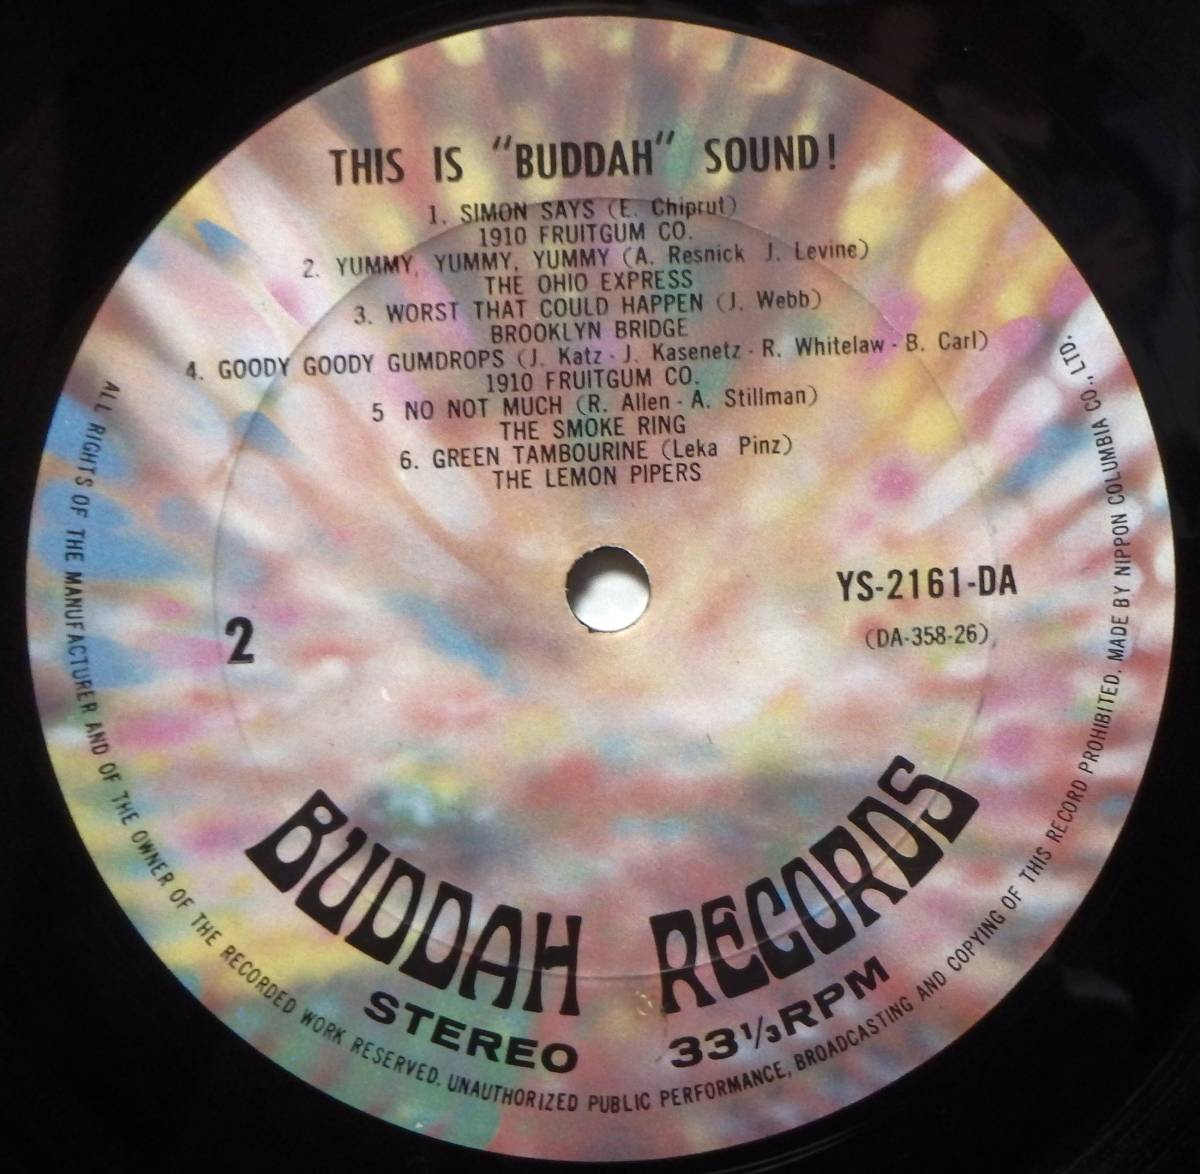 THIS IS "BUDDAH" SOUND!
1. SIMON SAYS (E. Chiprut)
1910 FRUITGUM CO.
2. YUMMY, YUMMY, YUMMY (A. Resnick J. Levine)
THE OHIO EXPRESS
3. WORST THAT COULD HAPPEN (J. Webb)
BROOKLYN BRIDGE
4. GOODY GOODY GUMDROPS (J. Katz - J. Kasenetz - R. Whitelaw - B. Carl)
1910 FRUITGUM CO.
5 NO NOT MUCH (R. Allen - A. Stillman)
THE SMOKE RING
6. GREEN TAMBOURINE (Leka Pinz)
THE LEMON PIPERS
YS-2161-DA
(DA-358-26)
2
BUDDAH RECORDS
STEREO 33 1/3 RPM
ALL RIGHTS OF THE MANUFACTURER AND OF THE OWNER OF THE RECORDED WORK RESERVED. UNAUTHORIZED PUBLIC PERFORMANCE, BROADCASTING AND COPYING OF THIS RECORD PROHIBITED. MADE BY NIPPON COLUMBIA CO., LTD.